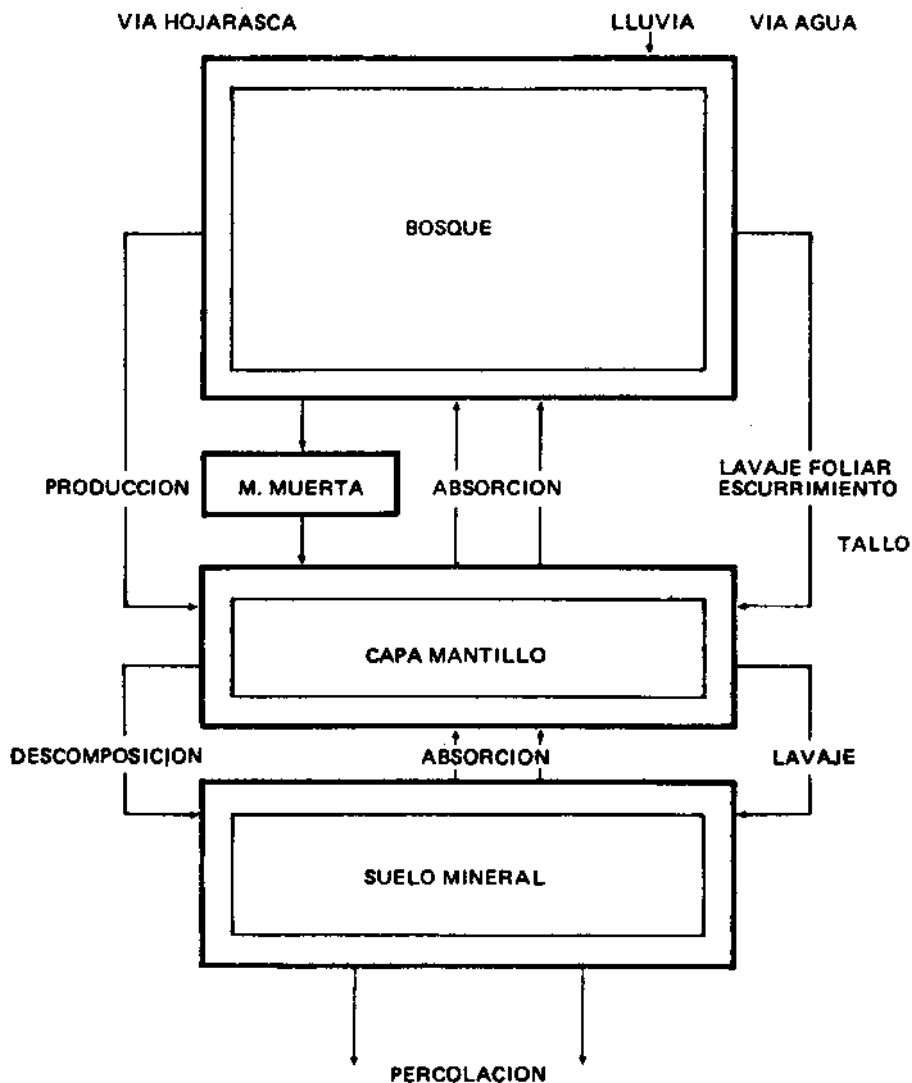 VIA HOJARASCA
LLUVIA
VIA AGUA
BOSQUE
PRODUCCION
M. MUERTA
ABSORCION
LAVAJE FOLIAR
ESCURRIMIENTO
TALLO
CAPA MANTILLO
DESCOMPOSICION
ABSORCION
LAVAJE
SUELO MINERAL
PERCOLACION